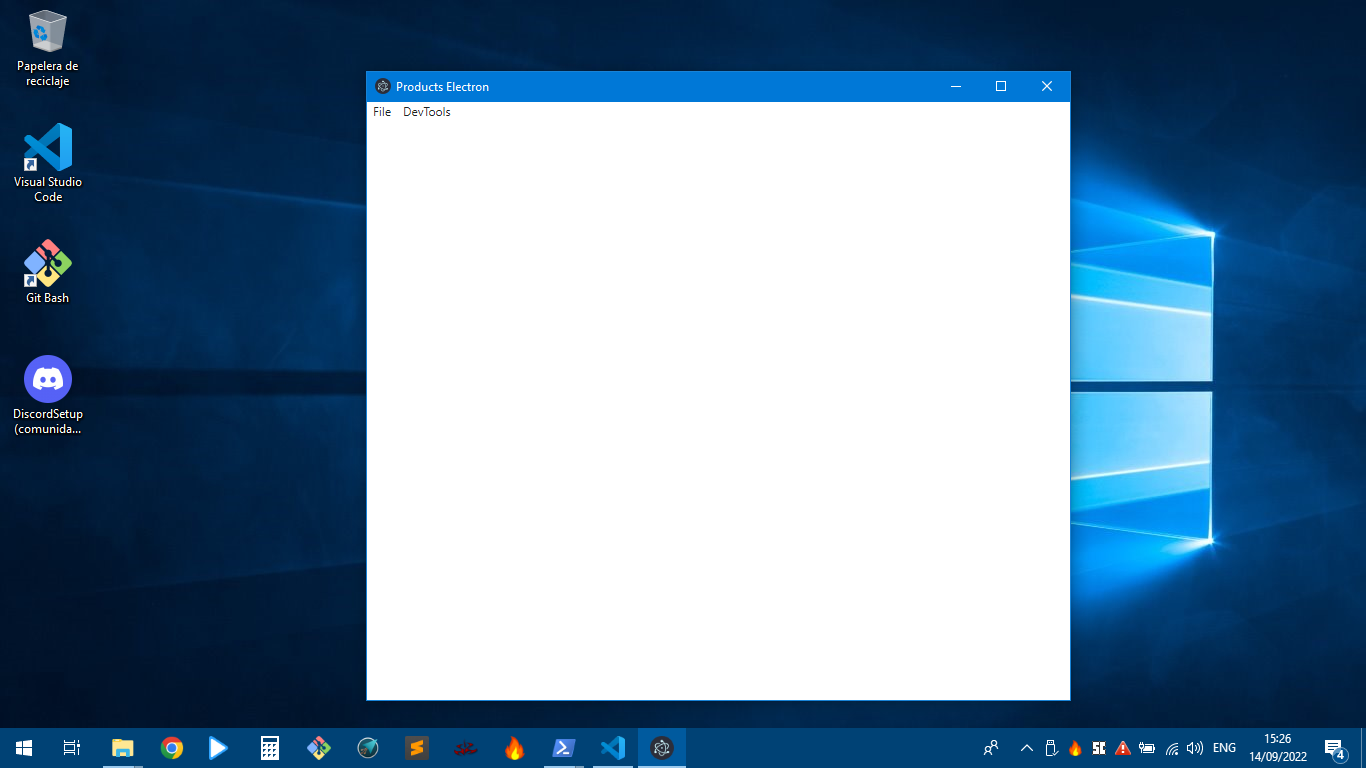 Papelera de
reciclaje
Visual Studio
Code
Git Bash
DiscordSetup
(comunida...
Products Electron
File DevTools
ENG
15:26
14/09/2022
4